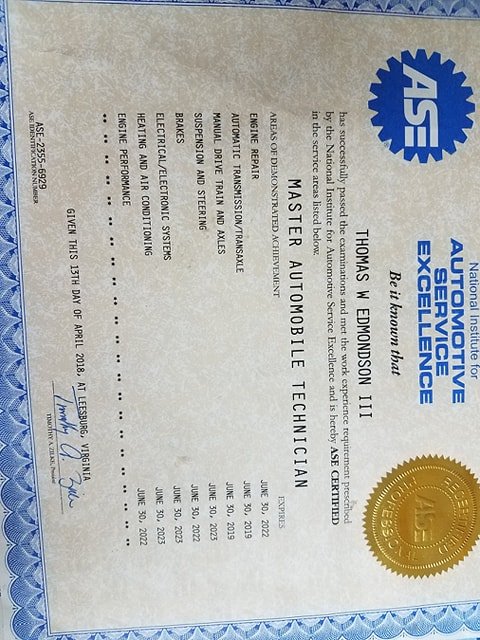 ASE
National Institute for
AUTOMOTIVE
SERVICE
EXCELLENCE
Be it known that
THOMAS W EDMONDSON III
has successfully passed the examinations and met the work experience requirement prescribed
by the National Institute for Automotive Service Excellence and is hereby ASE CERTIFIED
in the service areas listed below.
MASTER AUTOMOBILE TECHNICIAN
AREAS OF DEMONSTRATED ACHIEVEMENT EXPIRES
ENGINE REPAIR JUNE 30, 2022
AUTOMATIC TRANSMISSION/TRANSAXLE JUNE 30, 2019
MANUAL DRIVE TRAIN AND AXLES JUNE 30, 2019
SUSPENSION AND STEERING JUNE 30, 2023
BRAKES JUNE 30, 2022
ELECTRICAL/ELECTRONIC SYSTEMS JUNE 30, 2023
HEATING AND AIR CONDITIONING JUNE 30, 2023
ENGINE PERFORMANCE JUNE 30, 2022
** ** ** ** ** ** ** ** ** ** ** ** ** ** **
GIVEN THIS 13TH DAY OF APRIL 2018, AT LEESBURG, VIRGINIA
ASE-2355-6929
ASE IDENTIFICATION NUMBER
TIMOTHY A. ZILKE, President
ASE